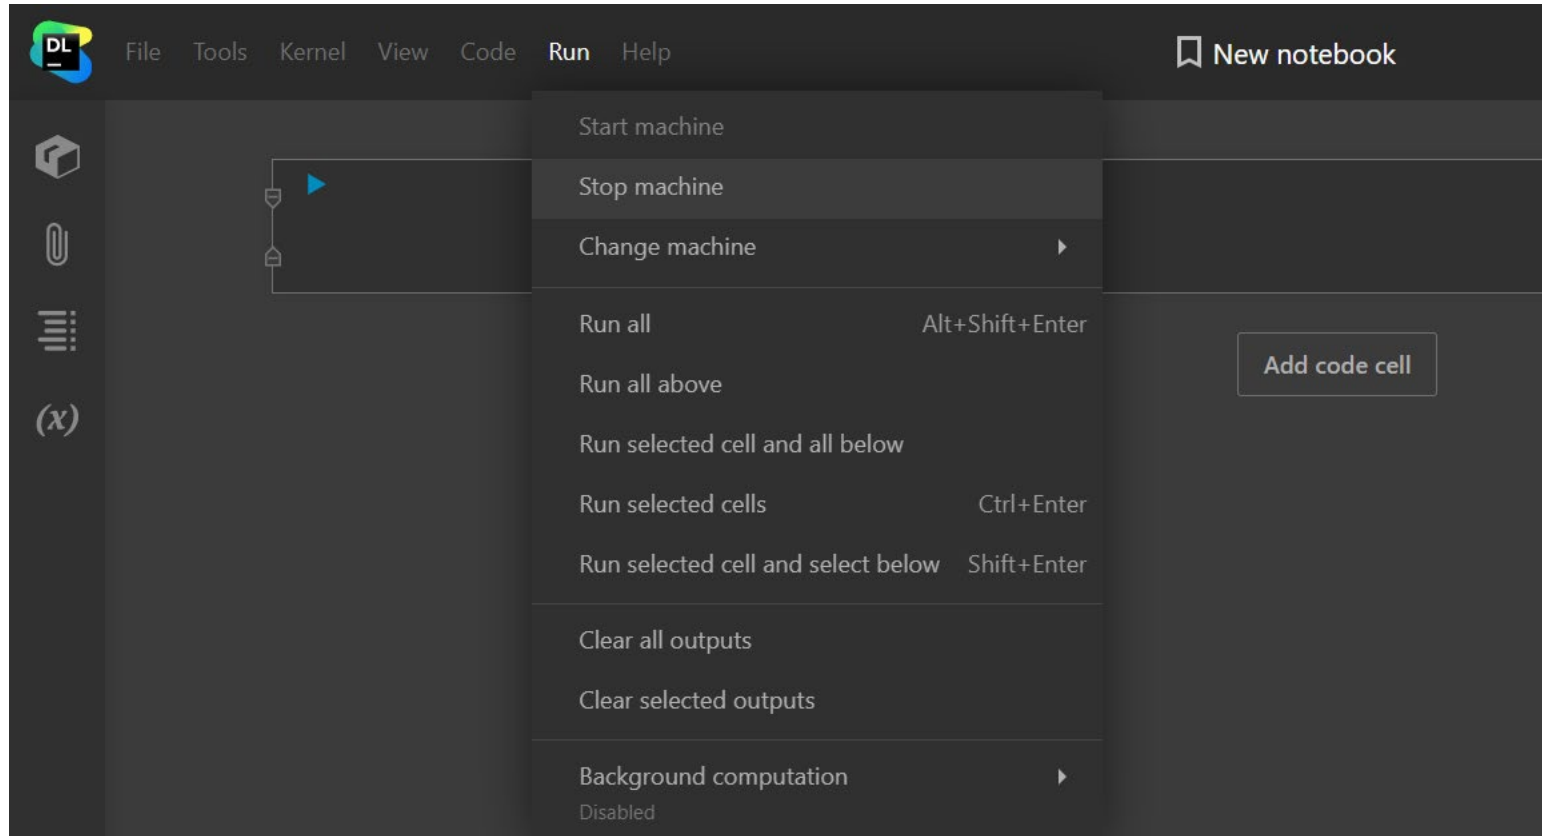 DL
File Tools Kernel View Code Run Help
New notebook
Start machine
Stop machine
Change machine
Run all Alt+Shift+Enter
Run all above
Add code cell
(x)
Run selected cell and all below
Run selected cells Ctrl+Enter
Run selected cell and select below Shift+Enter
Clear all outputs
Clear selected outputs
Background computation
Disabled